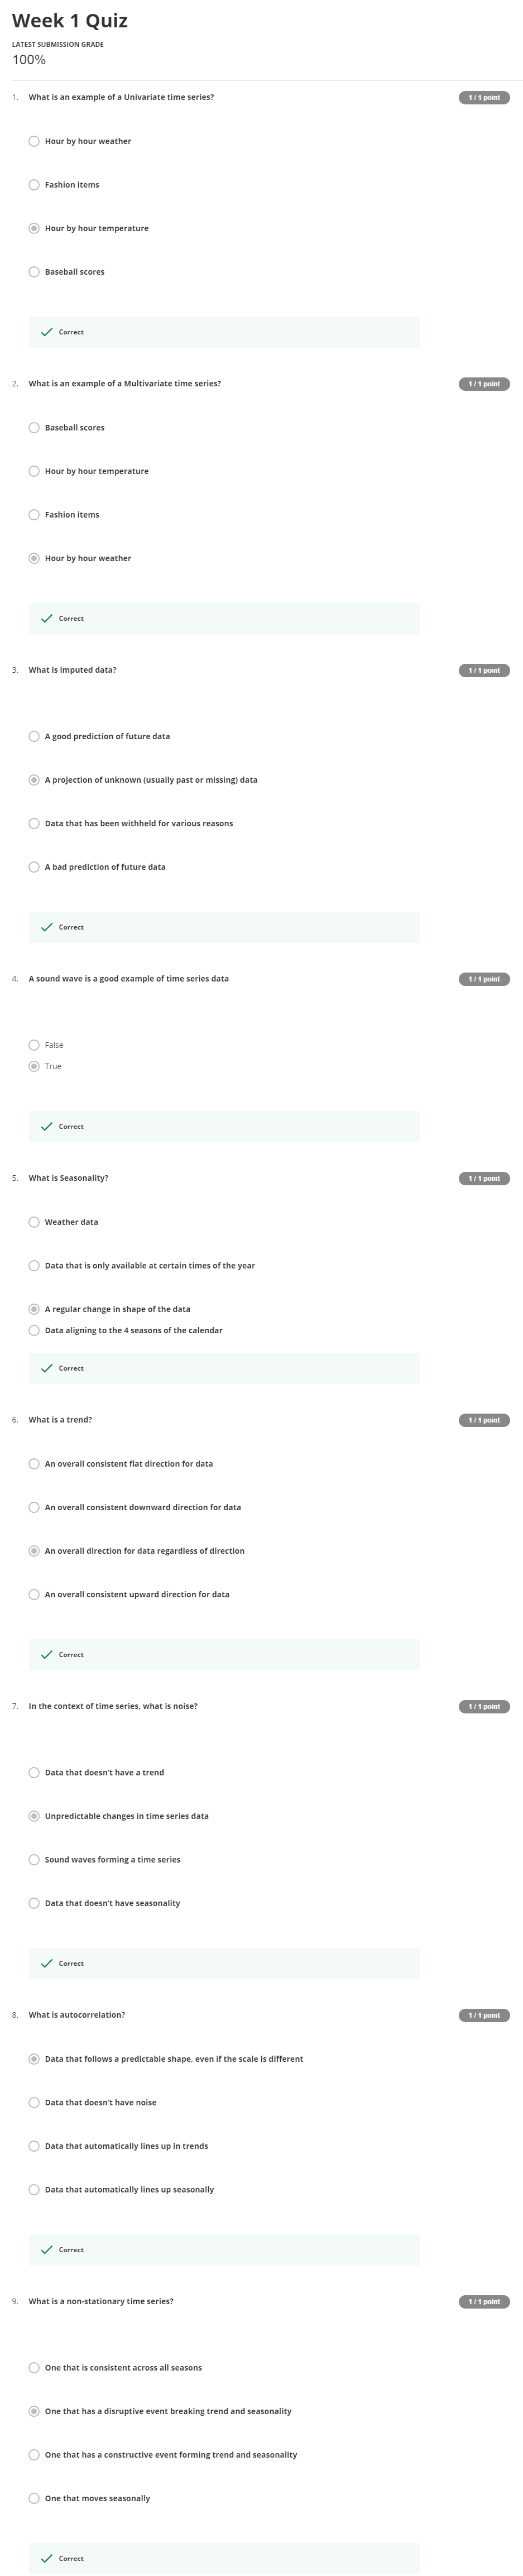 Week 1 Quiz
LATEST SUBMISSION GRADE
100%
1. What is an example of a Univariate time series? 1 / 1 point
Hour by hour weather
Fashion items
Hour by hour temperature
Baseball scores
Correct
2. What is an example of a Multivariate time series? 1 / 1 point
Baseball scores
Hour by hour temperature
Fashion items
Hour by hour weather
Correct
3. What is imputed data? 1 / 1 point
A good prediction of future data
A projection of unknown (usually past or missing) data
Data that has been withheld for various reasons
A bad prediction of future data
Correct
4. A sound wave is a good example of time series data 1 / 1 point
False
True
Correct
5. What is Seasonality? 1 / 1 point
Weather data
Data that is only available at certain times of the year
A regular change in shape of the data
Data aligning to the 4 seasons of the calendar
Correct
6. What is a trend? 1 / 1 point
An overall consistent flat direction for data
An overall consistent downward direction for data
An overall direction for data regardless of direction
An overall consistent upward direction for data
Correct
7. In the context of time series, what is noise? 1 / 1 point
Data that doesn't have a trend
Unpredictable changes in time series data
Sound waves forming a time series
Data that doesn't have seasonality
Correct
8. What is autocorrelation? 1 / 1 point
Data that follows a predictable shape, even if the scale is different
Data that doesn't have noise
Data that automatically lines up in trends
Data that automatically lines up seasonally
Correct
9. What is a non-stationary time series? 1 / 1 point
One that is consistent across all seasons
One that has a disruptive event breaking trend and seasonality
One that has a constructive event forming trend and seasonality
One that moves seasonally
Correct